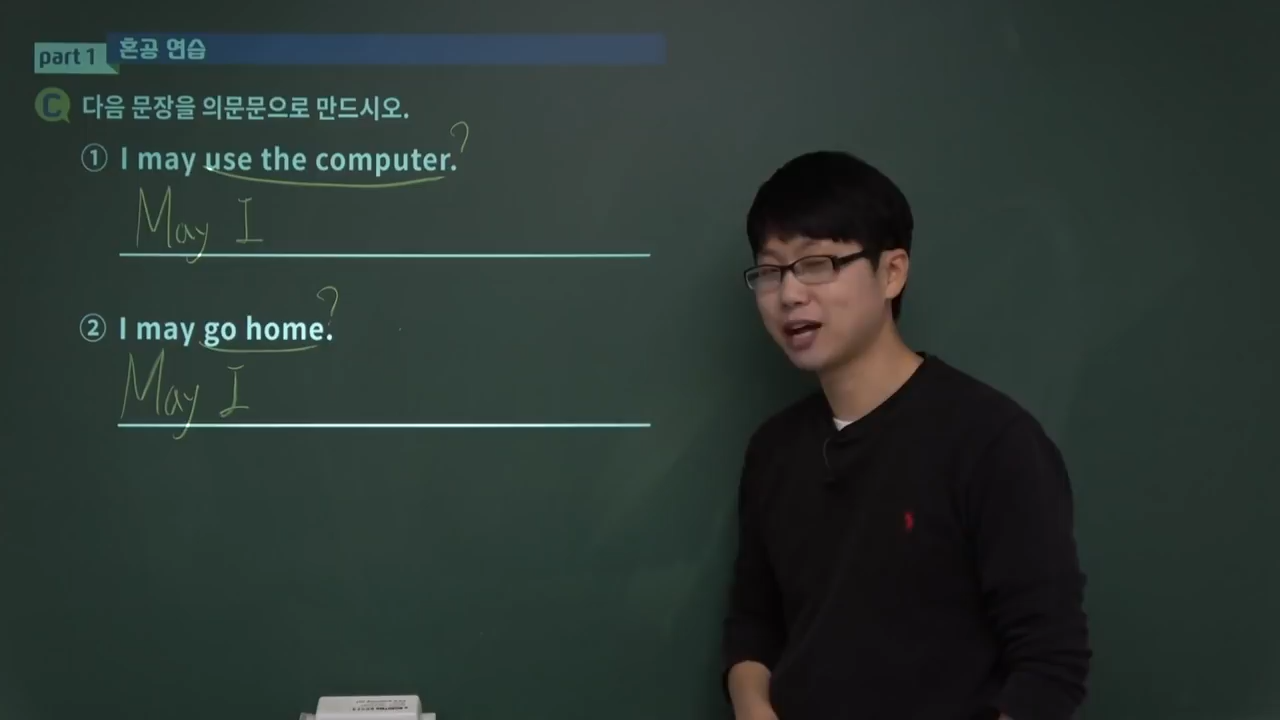 part 1 혼공 연습
C 다음 문장을 의문문으로 만드시오.
① I may use the computer.?
May I
② I may go home.?
May I